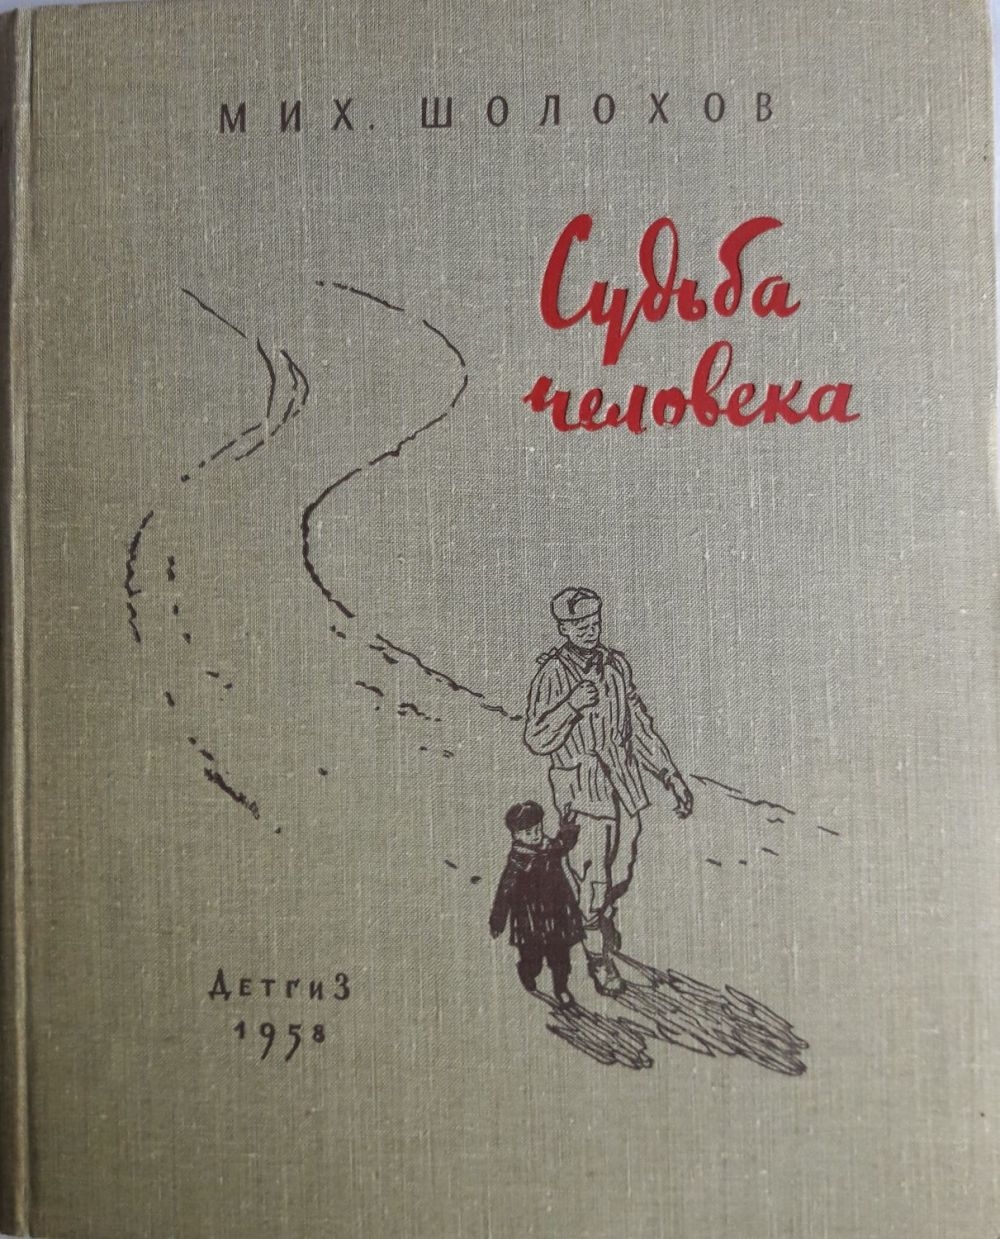 МИХ. ШОЛОХОВ
Судьба
человека
ДЕТГИЗ
1958